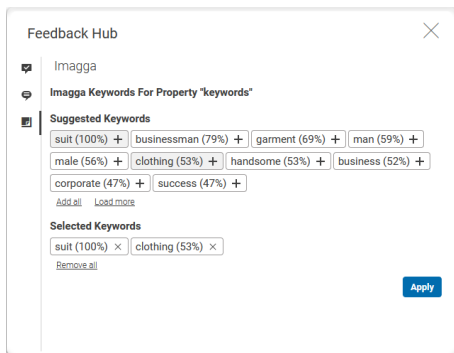 Feedback Hub
Imagga
Imagga Keywords For Property "keywords"
Suggested Keywords
suit (100%) + businessman (79%) + garment (69%) + man (59%) +
male (56%) + clothing (53%) + handsome (53%) + business (52%) +
corporate (47%) + success (47%) +
Add all Load more
Selected Keywords
suit (100%) × clothing (53%) ×
Remove all
Apply